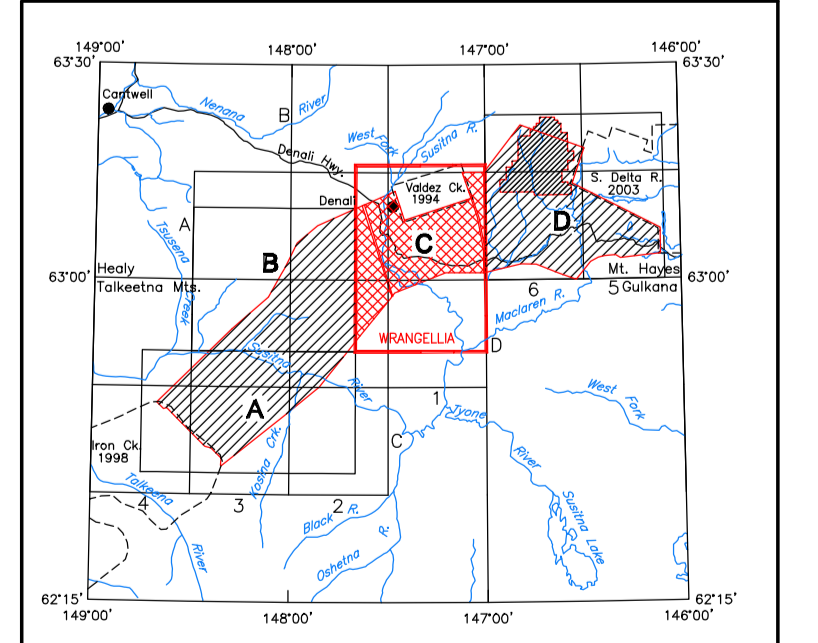 149°00' 148°00' 147°00' 146°00'
63°30' 63°30'
Cantwell
Nenana River
B
West Fork
Susitna R.
Denali Hwy.
S. Delta R.
2003
Valdez Ck.
1994
Denali
A
Tsusena Creek
B
C
D
Healy
Talkeetna Mts.
63°00' 63°00'
Mt. Hayes
Gulkana
6 5
Maclaren R.
WRANGELLIA
D
Susitna River
1
A
Tyone River
West Fork
C
Iron Ck.
1998
Kosina Crk.
Talkeetna River
4 3 2
Black R.
Oshetna R.
Susitna Lake
62°15' 62°15'
149°00' 148°00' 147°00' 146°00'